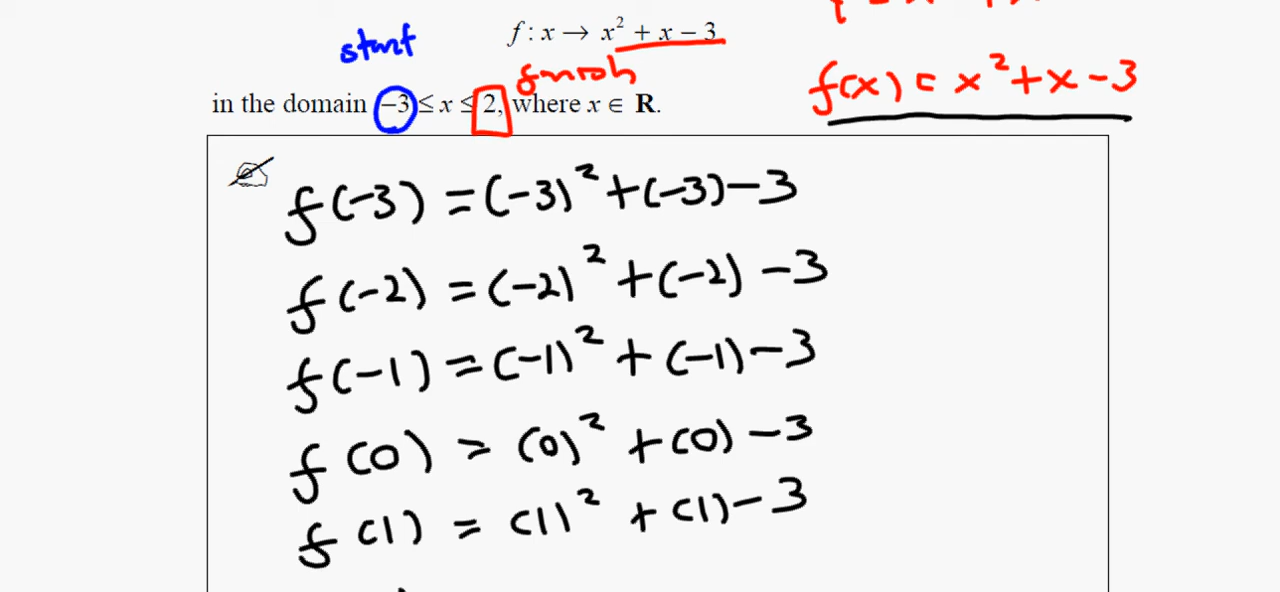 start
f : x → x² + x − 3
finish
f(x) = x²+x−3
in the domain −3 ≤ x ≤ 2, where x ∈ R.
f(−3) = (−3)²+(−3)−3
f(−2) = (−2)²+(−2)−3
f(−1) = (−1)²+(−1)−3
f(0) = (0)²+(0)−3
f(1) = (1)²+(1)−3